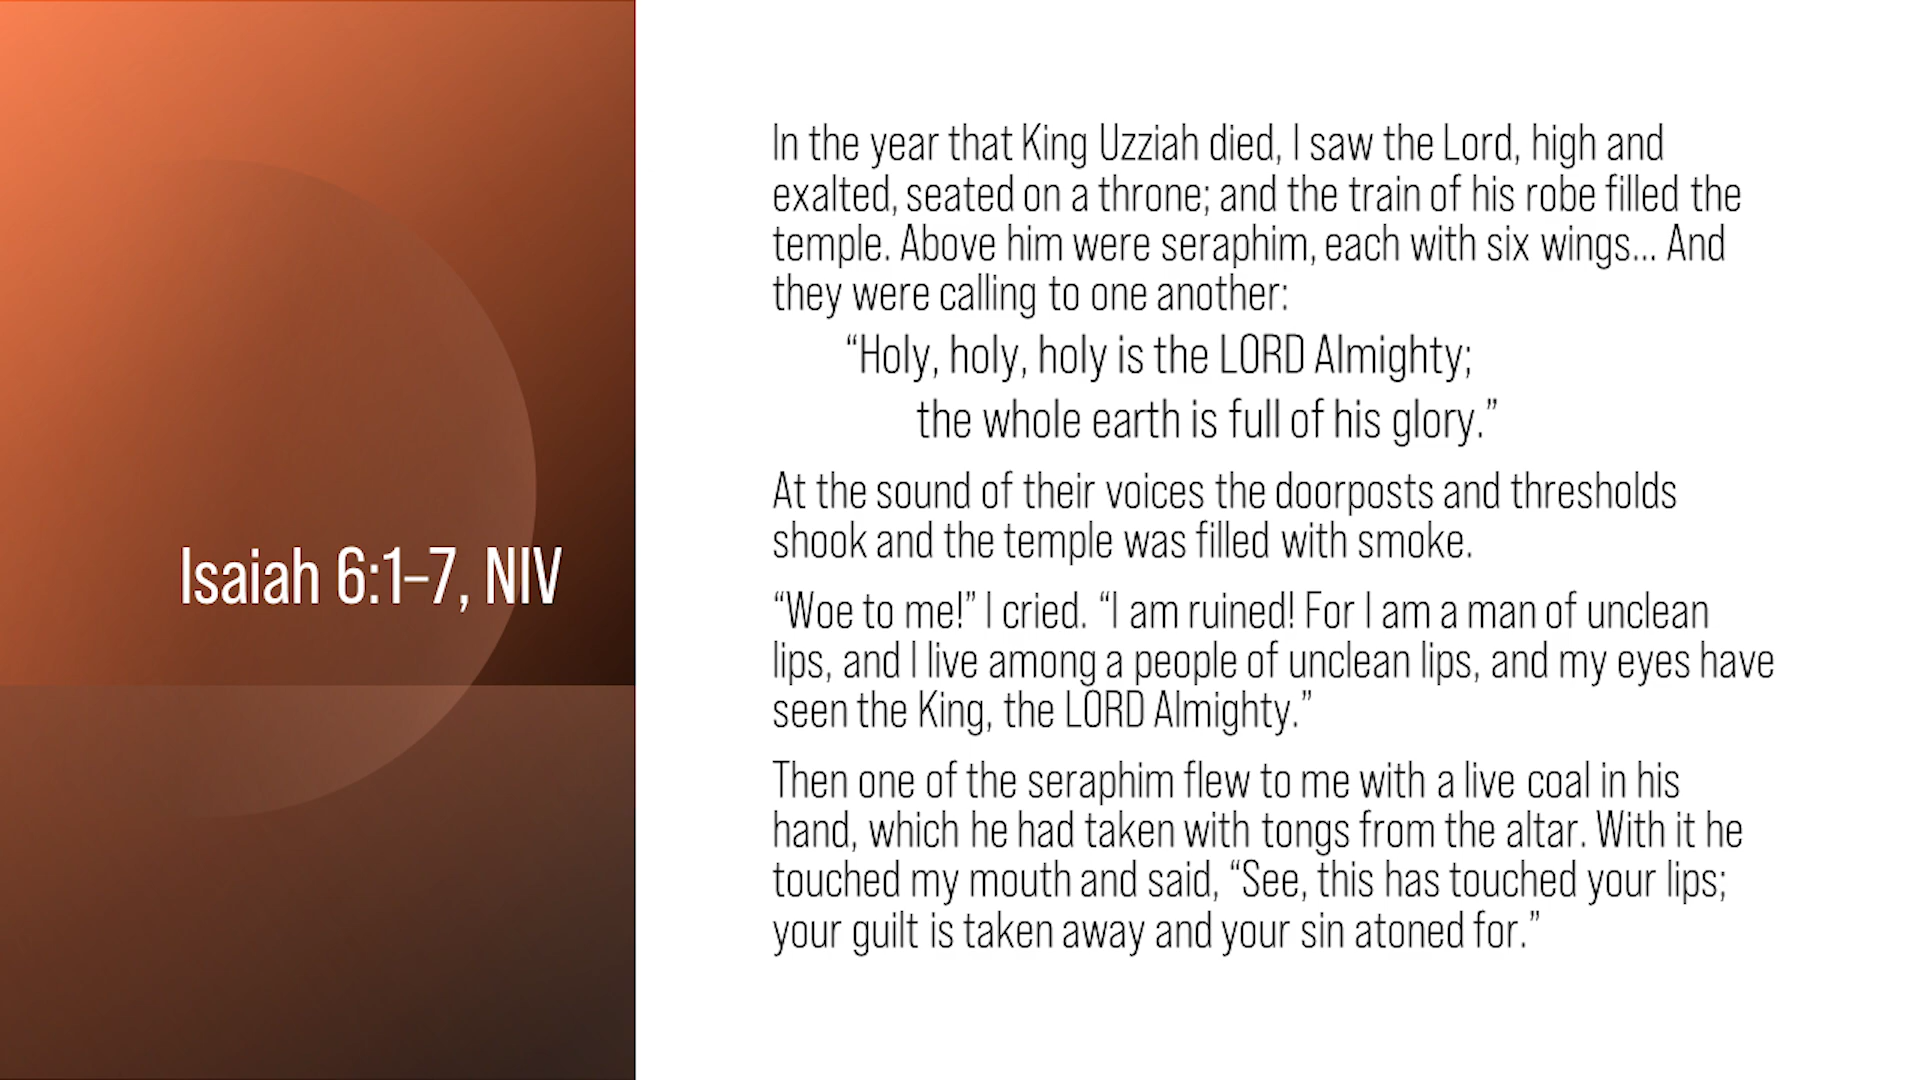 Isaiah 6:1–7, NIV
In the year that King Uzziah died, I saw the Lord, high and
exalted, seated on a throne; and the train of his robe filled the
temple. Above him were seraphim, each with six wings… And
they were calling to one another:
“Holy, holy, holy is the LORD Almighty;
the whole earth is full of his glory.”
At the sound of their voices the doorposts and thresholds
shook and the temple was filled with smoke.
“Woe to me!” I cried. “I am ruined! For I am a man of unclean
lips, and I live among a people of unclean lips, and my eyes have
seen the King, the LORD Almighty.”
Then one of the seraphim flew to me with a live coal in his
hand, which he had taken with tongs from the altar. With it he
touched my mouth and said, “See, this has touched your lips;
your guilt is taken away and your sin atoned for.”